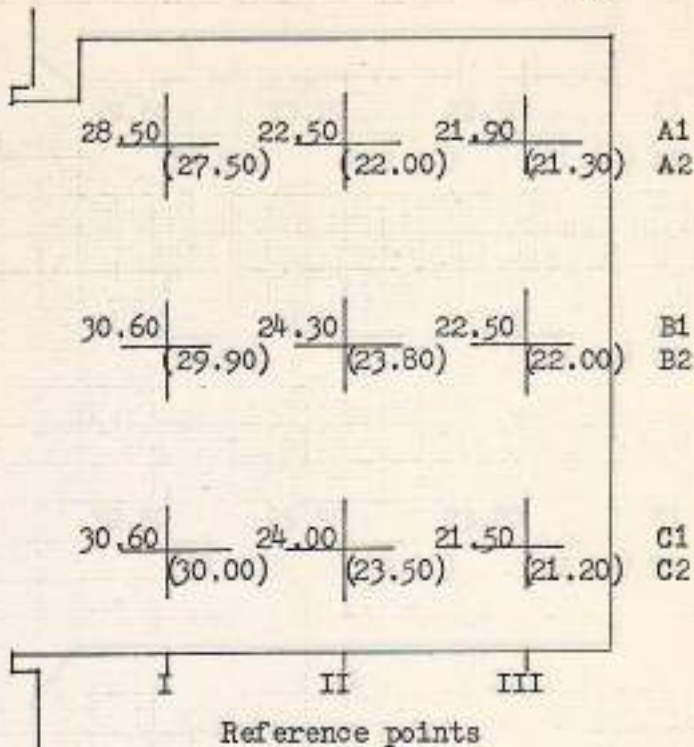 28.50 22.50 21.90 A1
(27.50) (22.00) (21.30) A2
30.60 24.30 22.50 B1
(29.90) (23.80) (22.00) B2
30.60 24.00 21.50 C1
(30.00) (23.50) (21.20) C2
I II III
Reference points